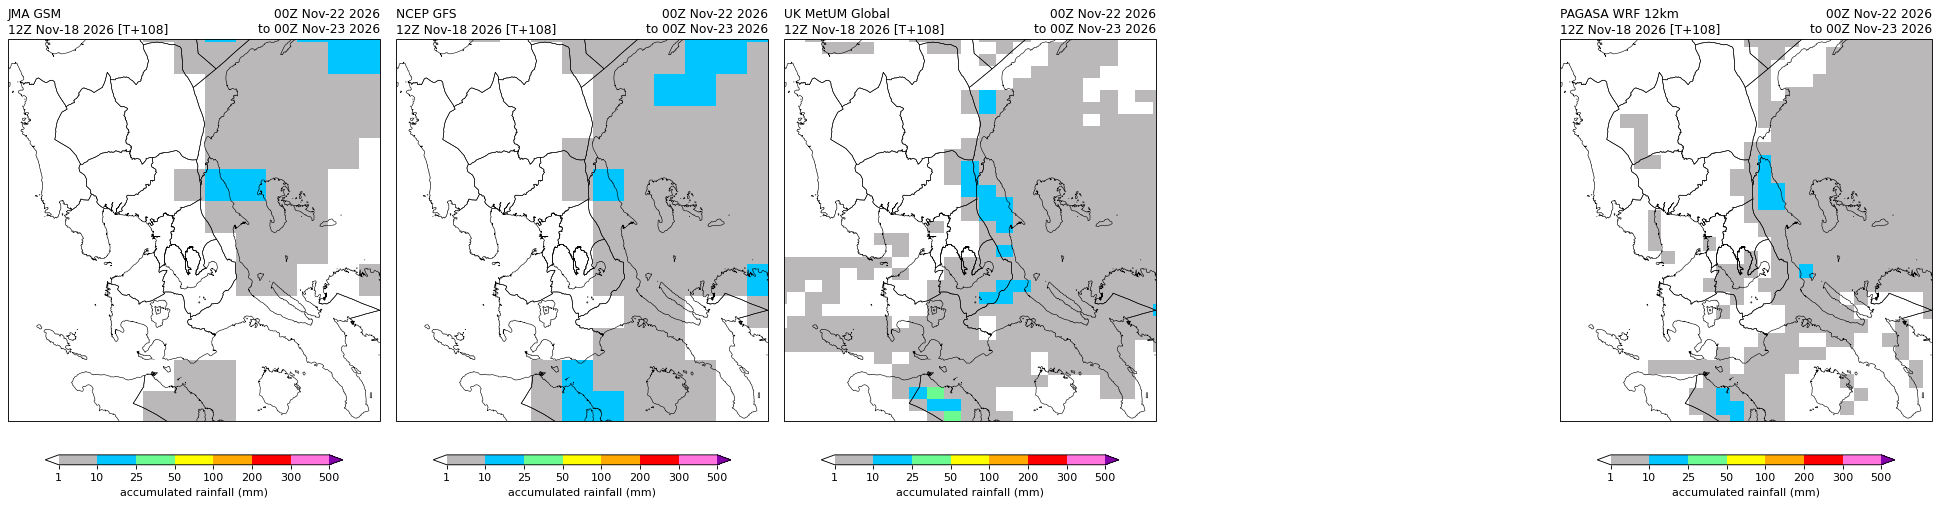 JMA GSM 00Z Nov-22 2026
12Z Nov-18 2026 [T+108] to 00Z Nov-23 2026
1 10 25 50 100 200 300 500
accumulated rainfall (mm)
NCEP GFS 00Z Nov-22 2026
12Z Nov-18 2026 [T+108] to 00Z Nov-23 2026
1 10 25 50 100 200 300 500
accumulated rainfall (mm)
UK MetUM Global 00Z Nov-22 2026
12Z Nov-18 2026 [T+108] to 00Z Nov-23 2026
1 10 25 50 100 200 300 500
accumulated rainfall (mm)
PAGASA WRF 12km 00Z Nov-22 2026
12Z Nov-18 2026 [T+108] to 00Z Nov-23 2026
1 10 25 50 100 200 300 500
accumulated rainfall (mm)